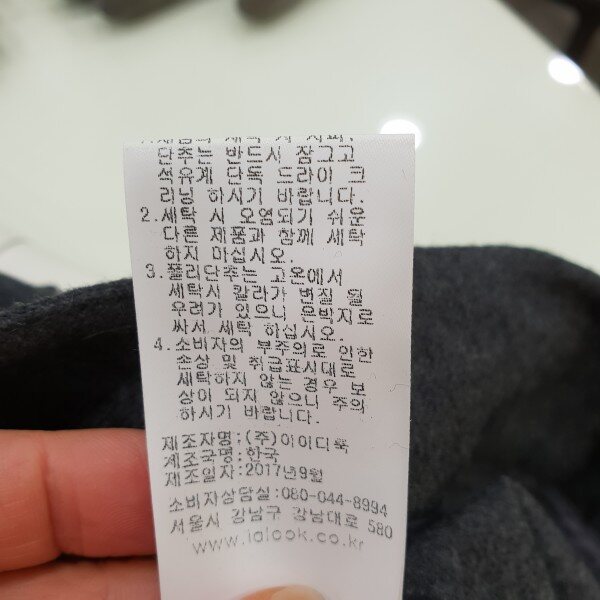 단추는 반드시 잠그고
석유계 단독 드라이 크
리닝 하시기 바랍니다.
2.세탁 시 오염되기 쉬운
다른 제품과 함께 세탁
하지 마십시오.
3.폴리단추는 고온에서
세탁시 칼라가 변질 될
우려가 있으니 은박지로
싸서 세탁 하십시오.
4.소비자의 부주의로 인한
손상 및 취급표시대로
세탁하지 않는 경우 보
상이 되지 않으니 주의
하시기 바랍니다.
제조자명:(주)아이디룩
제조국명:한국
제조일자:2017년9월
소비자상담실:080-044-8994
서울시 강남구 강남대로 580
www.idlook.co.kr